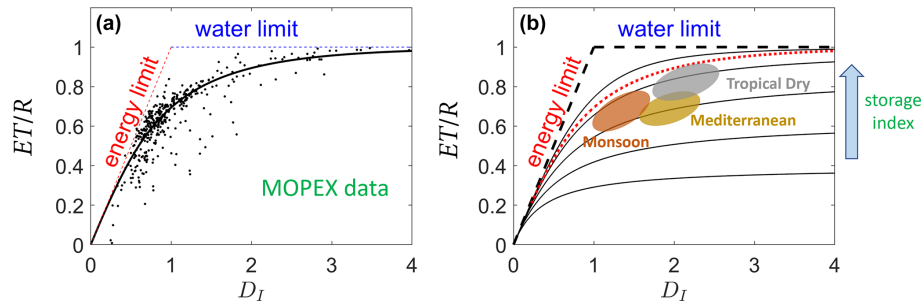 (a)
water limit
energy limit
ET/R
1
0.8
0.6
0.4
0.2
0
MOPEX data
0 1 2 3 4
D_I
(b)
water limit
energy limit
ET/R
1
0.8
0.6
0.4
0.2
0
Tropical Dry
Mediterranean
Monsoon
0 1 2 3 4
D_I
storage
index